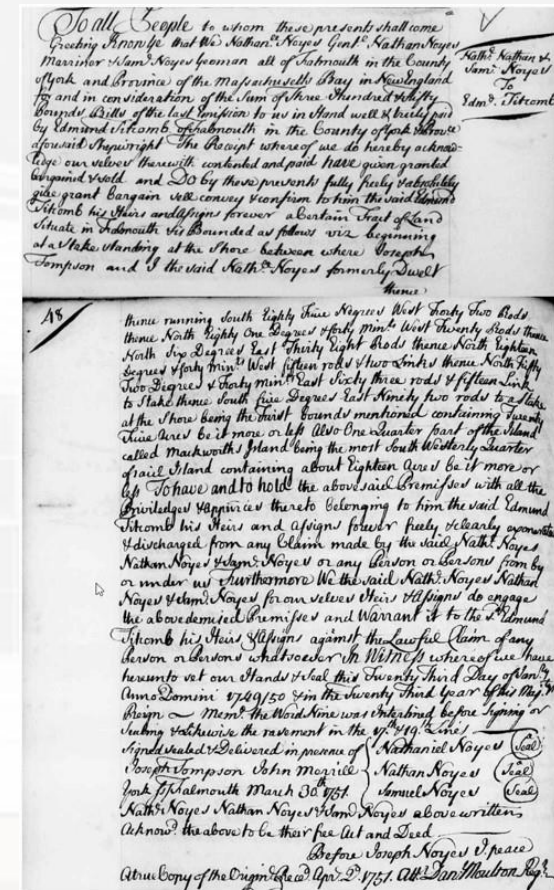 To all People to whom these presents shall come
Greeting Know ye that We Nathan:ll Noyes Gent:o Nathan Noyes
Marriner & Sam:l Noyes Yeoman all of Falmouth in the County
of York and Province of the Massachusetts Bay in New England
for and in consideration of the Sum of Three Hundred & fifty
Pounds Bills of the last Emission to us in Hand well & truly paid
by Edmund Titcomb of Falmouth in the County of York & Provce
aforesaid Shipwright The Receipt whereof we do hereby acknow-
ledge our selves therewith contented and paid have given granted
bargained & sold and Do by these presents fully freely & absolutely
give grant bargain sell convey & confirm to him the said Edmund
Titcomb his Heirs and Assigns forever a certain Tract of Land
Situate in Falmouth & is Bounded as follows viz beginning
at a Stake standing at the Shore between where Joseph
Tompson and I the said Nath:ll Noyes formerly Dwelt
thence
Nath:ll Nathan &
Sam:l Noyes
To
Edm:d Titcomb
48
thence running South Eighty Five Degrees West Forty Two Rods
thence North Eighty One Degrees & forty Min:ts West Twenty Rods thence
North Six Degrees East Thirty Eight Rods thence North Eighteen
Degrees & forty Min:ts West fifteen rods & two Links thence North Fifty
Two Degrees & Forty Min:ts East Sixty three rods & fifteen Link
to Stake thence South five Degrees East Ninety two rods to a Stake
at the Shore being the First bounds mentioned containing Twenty
Five Acres be it more or less Also One Quarter part of the Island
called Mackworths Island being the most South Westerly Quarter
of said Island containing about Eighteen Acres be it more or
less To have and to hold the abovesaid Premisses with all the
Priviledges & appurces thereto belonging to him the said Edmund
Titcomb his Heirs and Assigns forever freely & clearly exonerated
& discharged from any Claim made by the said Nath:ll Noyes
Nathan Noyes & Sam:l Noyes or any Person or Persons from by
or under us Furthermore We the said Nath:ll Noyes Nathan
Noyes & Sam:l Noyes for our selves Heirs & Assigns do engage
the above demised Premisses and Warrant it to the s:d Edmund
Titcomb his Heirs & Assigns against the Lawful Claim of any
Person or Persons whatsoever In Witness whereof we have
hereunto set our Hands & Seal this Twenty Third Day of Jan:ry
Anno Domini 1749/50 & in the Twenty Third Year of his Maj:ts
Reign Mem:o the Word Nine was Interlined before Signing or
Sealing & Likewise the rasement in the 17: & 19: Lines
Signed sealed & Delivered in presence of Nathaniel Noyes (Seal)
Joseph Tompson John Merrill Nathan Noyes (Seal)
York ss Falmouth March 30th 1751. Samuel Noyes (Seal)
Nath:ll Noyes Nathan Noyes & Sam:l Noyes above written
Acknow:d the above to be their free Act and Deed
Before Joseph Noyes J. peace
A true Copy of the Origin:l Rec:d Apr: 2:d 1751. Att:r Dan:l Moulton Reg:r